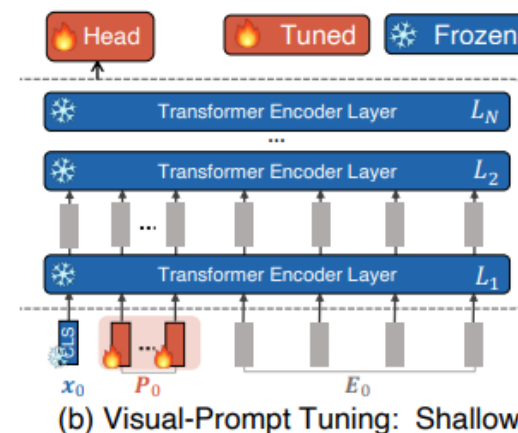 Head Tuned Frozen
Transformer Encoder Layer L_N
...
Transformer Encoder Layer L_2
...
Transformer Encoder Layer L_1
CLS ...
x_0 P_0 E_0
(b) Visual-Prompt Tuning: Shallow